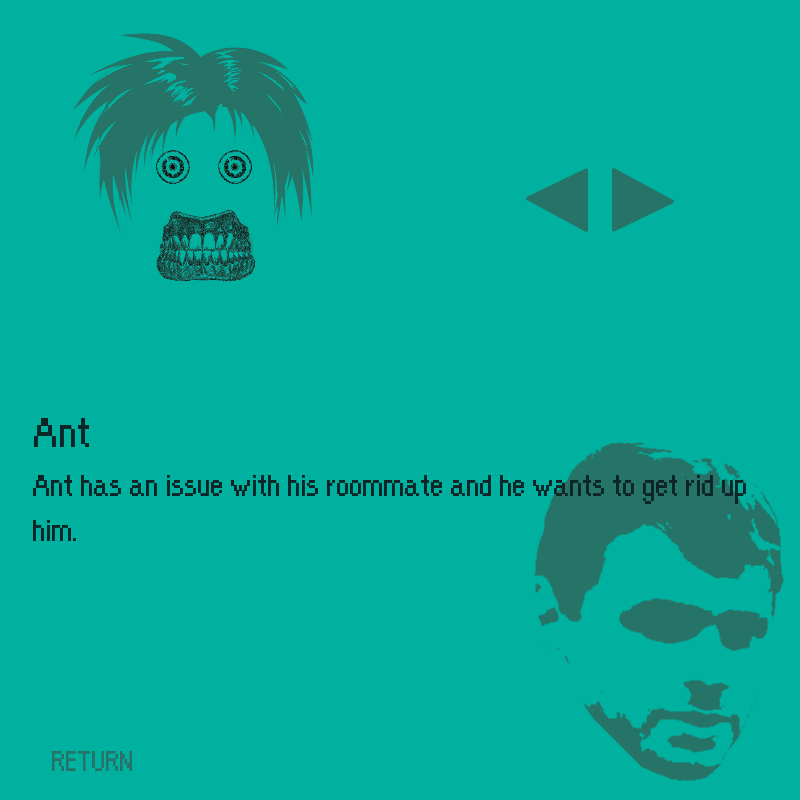 Ant
Ant has an issue with his roommate and he wants to get rid up
him.
RETURN